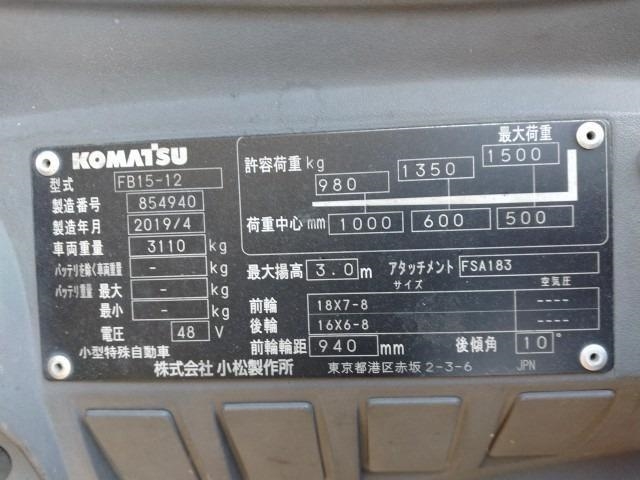 KOMATSU
型式 FB15-12
製造番号 854940
製造年月 2019/4
車両重量 3110 kg
バッテリを除く車両重量 - kg
バッテリ重量 最大 - kg
最小 - kg
電圧 48 V
小型特殊自動車
株式会社 小松製作所
最大荷重
許容荷重 kg 980 1350 1500
荷重中心 mm 1000 600 500
最大揚高 3.0 m アタッチメント FSA183
サイズ 空気圧
前輪 18X7-8 ----
後輪 16X6-8 ----
前輪輪距 940 mm 後傾角 10°
東京都港区赤坂2-3-6 JPN